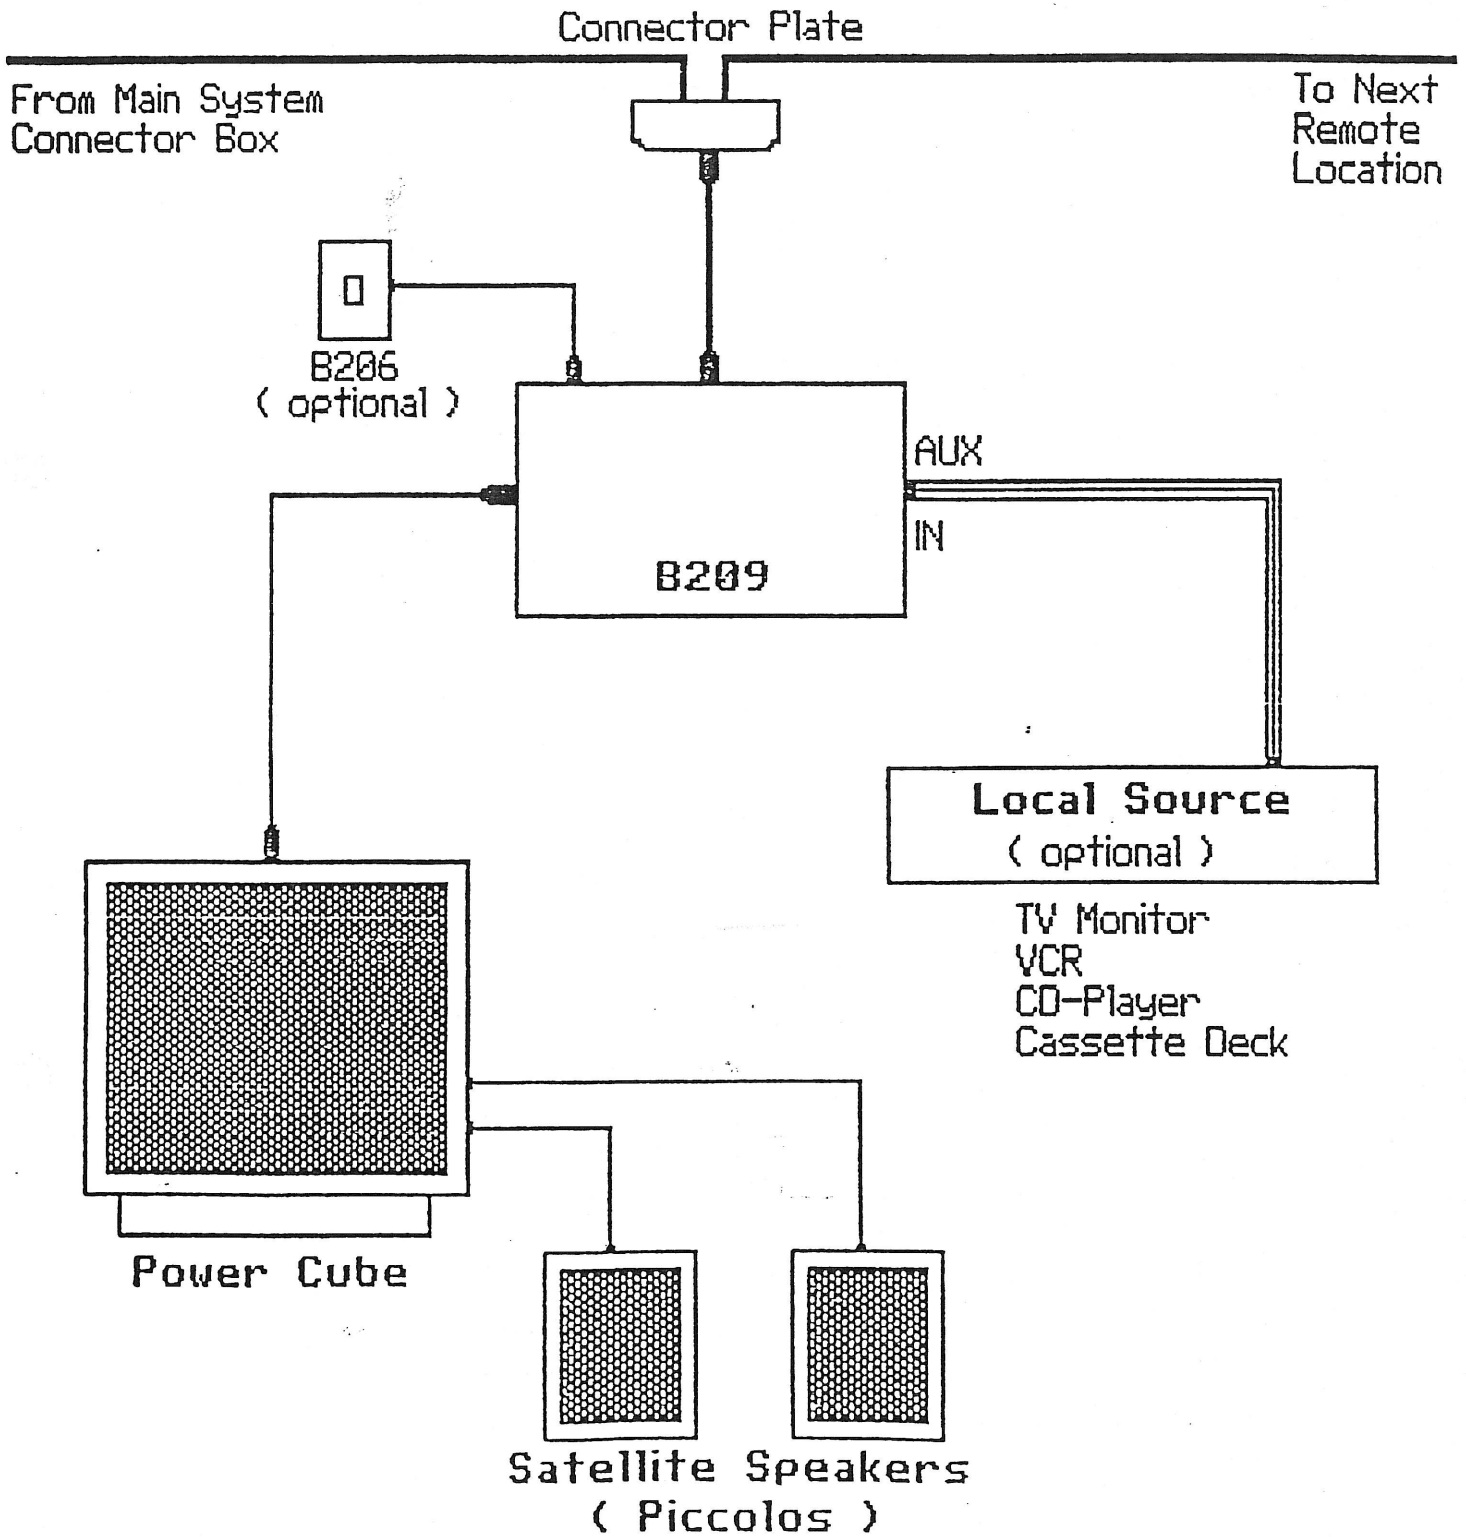 Connector Plate
From Main System
Connector Box
To Next
Remote
Location
B206
( optional )
AUX
IN
B209
Local Source
( optional )
TV Monitor
VCR
CD-Player
Cassette Deck
Power Cube
Satellite Speakers
( Piccolos )